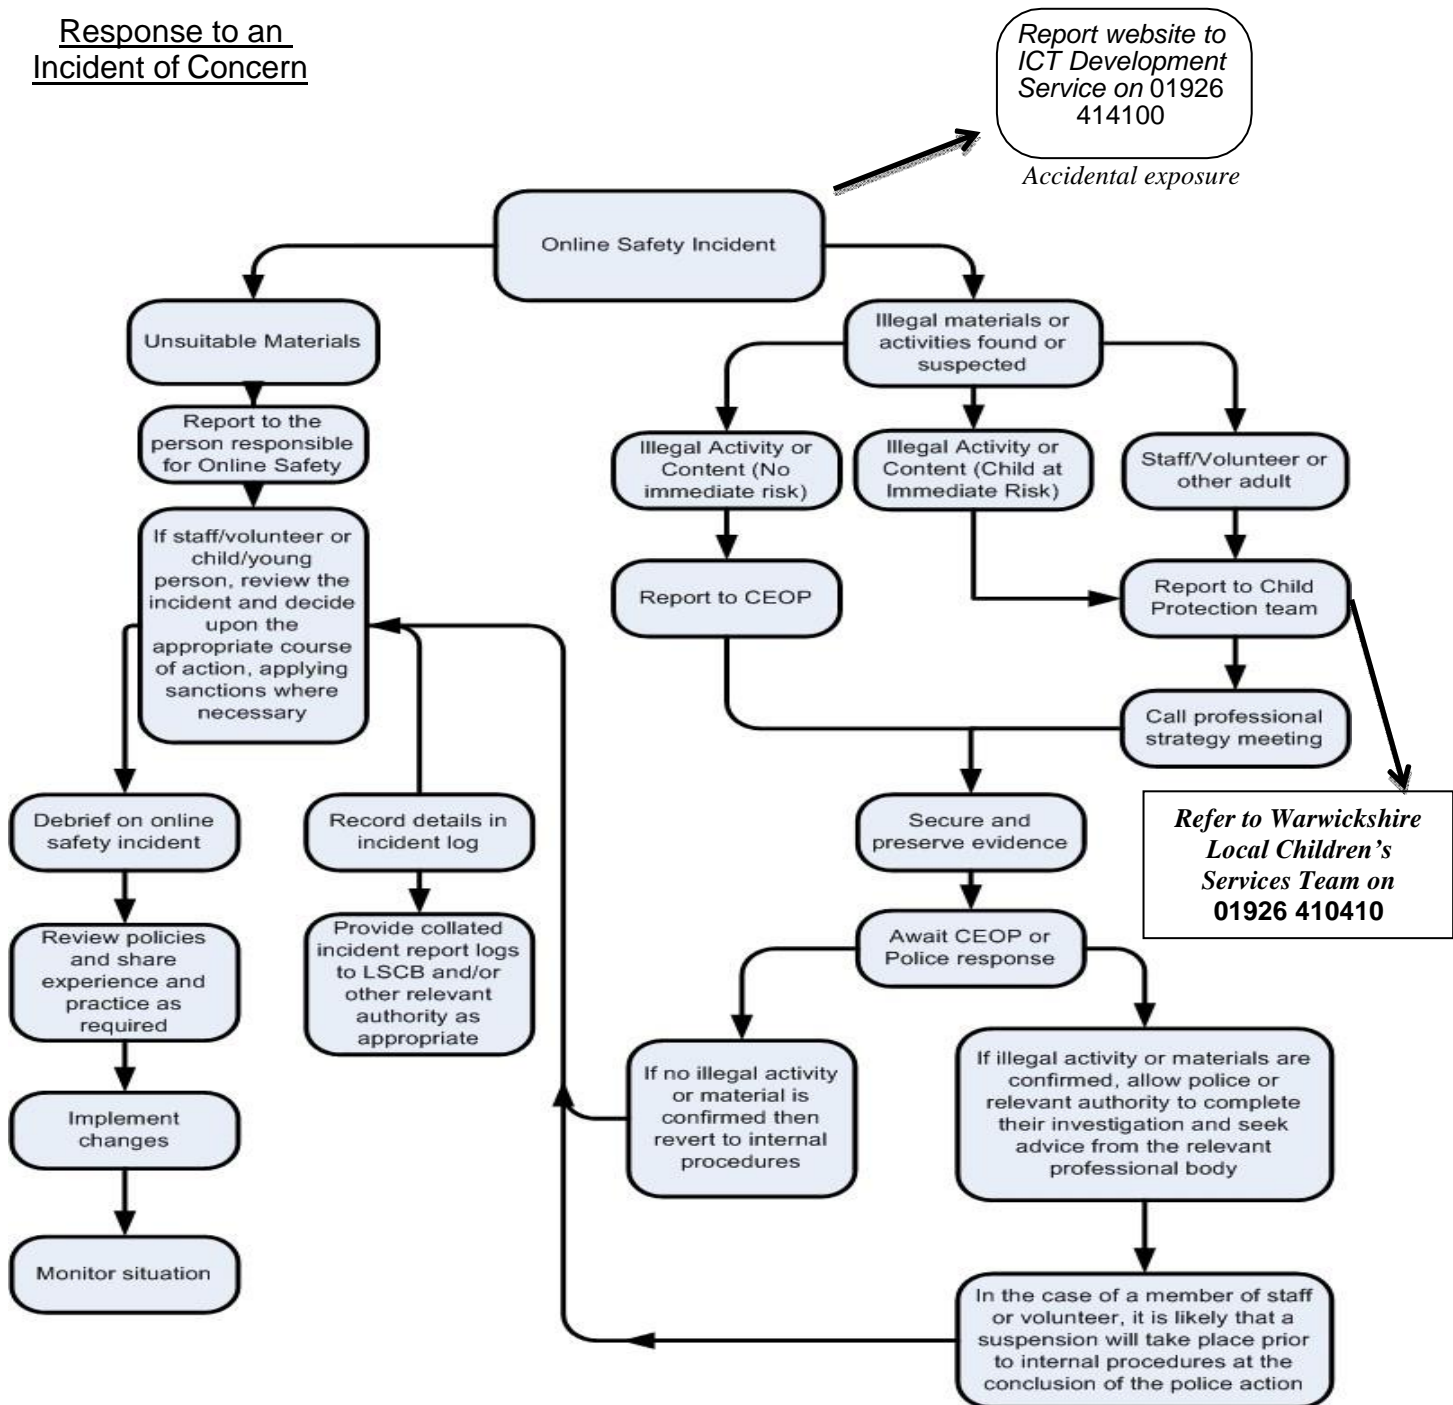 Response to an
Incident of Concern
Report website to
ICT Development
Service on 01926
414100
Accidental exposure
Online Safety Incident
Unsuitable Materials
Illegal materials or
activities found or
suspected
Report to the
person responsible
for Online Safety
Illegal Activity or
Content (No
immediate risk)
Illegal Activity or
Content (Child at
Immediate Risk)
Staff/Volunteer or
other adult
If staff/volunteer or
child/young
person, review the
incident and decide
upon the
appropriate course
of action, applying
sanctions where
necessary
Report to CEOP
Report to Child
Protection team
Call professional
strategy meeting
Debrief on online
safety incident
Record details in
incident log
Secure and
preserve evidence
Refer to Warwickshire
Local Children’s
Services Team on
01926 410410
Review policies
and share
experience and
practice as
required
Provide collated
incident report logs
to LSCB and/or
other relevant
authority as
appropriate
Await CEOP or
Police response
If no illegal activity
or material is
confirmed then
revert to internal
procedures
If illegal activity or materials are
confirmed, allow police or
relevant authority to complete
their investigation and seek
advice from the relevant
professional body
Implement
changes
Monitor situation
In the case of a member of staff
or volunteer, it is likely that a
suspension will take place prior
to internal procedures at the
conclusion of the police action